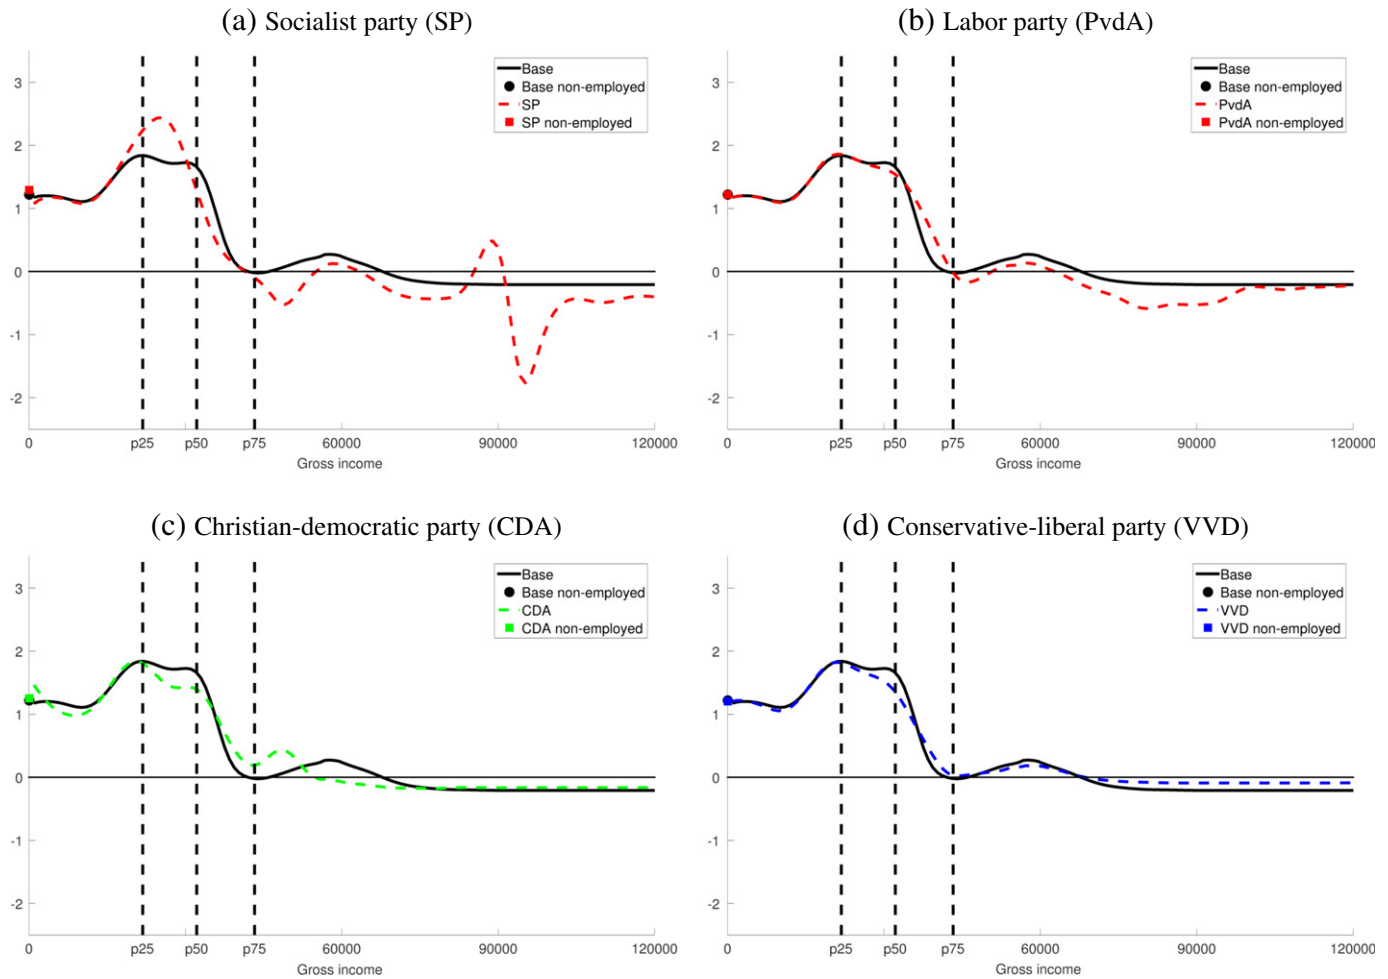 (a) Socialist party (SP)
3
2
1
0
-1
-2
Base
Base non-employed
SP
SP non-employed
0 p25 p50 p75 60000 90000 120000
Gross income
(b) Labor party (PvdA)
3
2
1
0
-1
-2
Base
Base non-employed
PvdA
PvdA non-employed
0 p25 p50 p75 60000 90000 120000
Gross income
(c) Christian-democratic party (CDA)
3
2
1
0
-1
-2
Base
Base non-employed
CDA
CDA non-employed
0 p25 p50 p75 60000 90000 120000
Gross income
(d) Conservative-liberal party (VVD)
3
2
1
0
-1
-2
Base
Base non-employed
VVD
VVD non-employed
0 p25 p50 p75 60000 90000 120000
Gross income